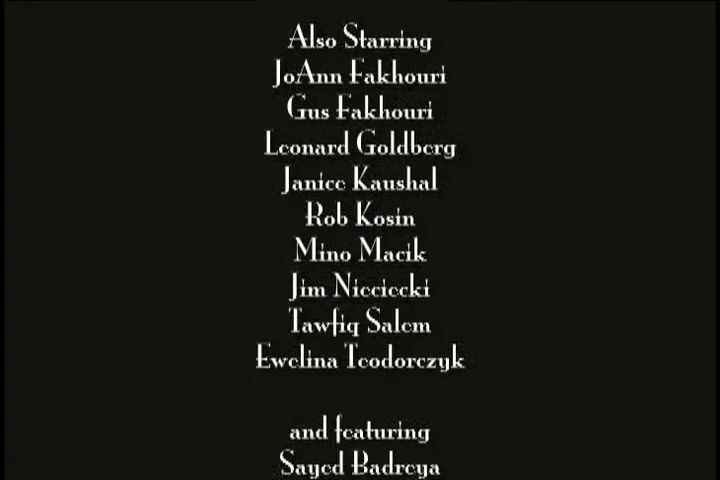 Also Starring
JoAnn Fakhouri
Gus Fakhouri
Leonard Goldberg
Janice Kaushal
Rob Kosin
Mino Macik
Jim Nieciecki
Tawfiq Salem
Ewelina Teodorczyk
and featuring
Sayed Badreya